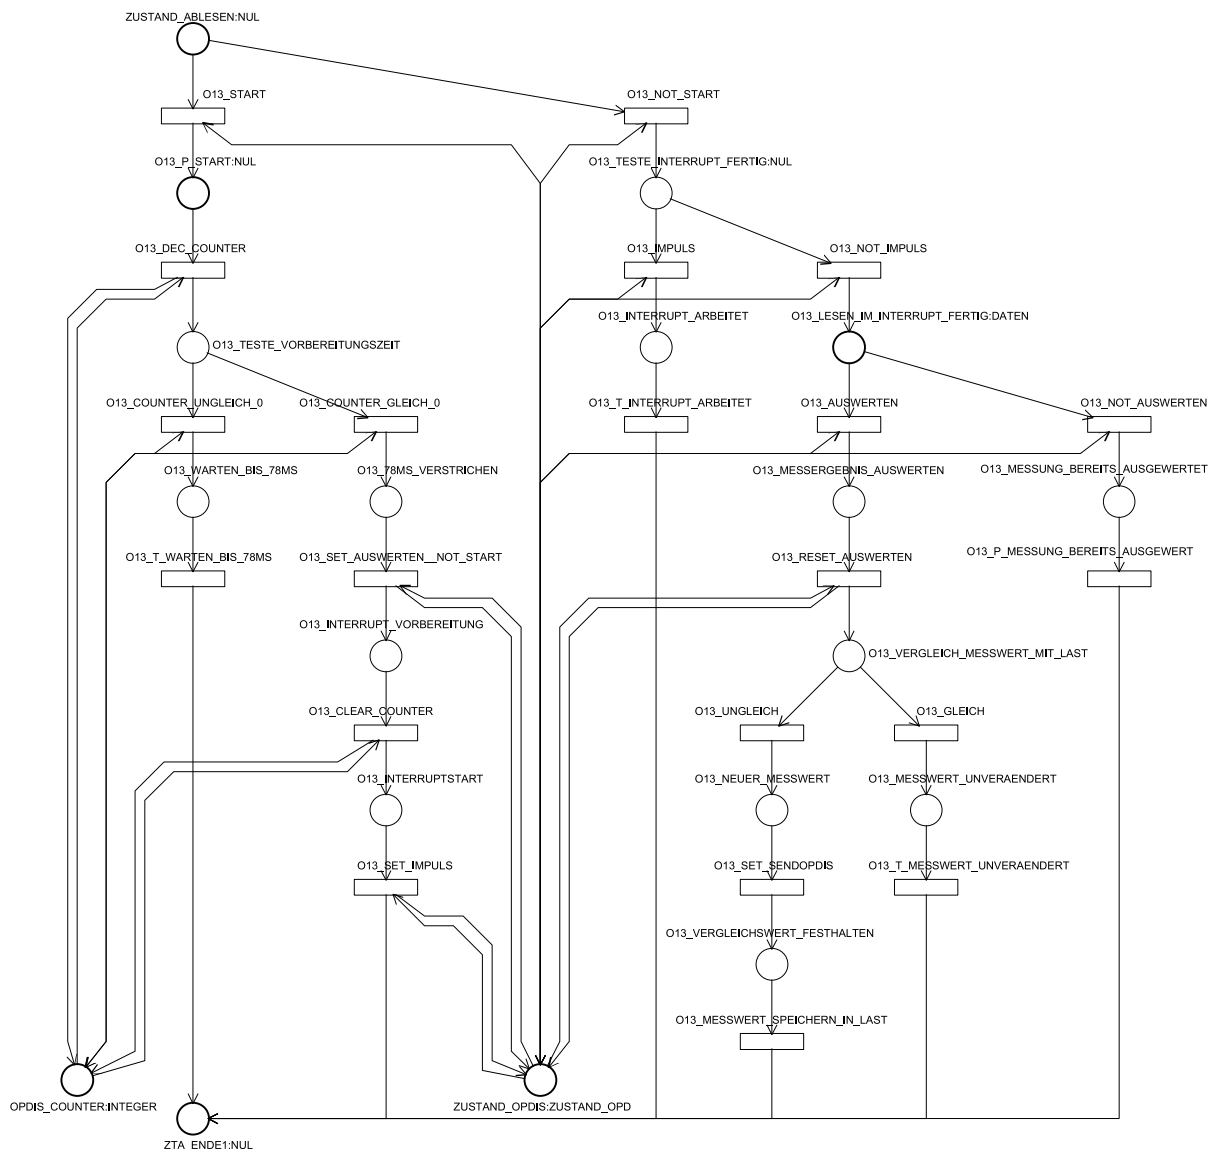 ZUSTAND_ABLESEN:NUL
O13_START
O13_NOT_START
O13_P_START:NUL
O13_TESTE_INTERRUPT_FERTIG:NUL
O13_DEC_COUNTER
O13_IMPULS
O13_NOT_IMPULS
O13_INTERRUPT_ARBEITET
O13_LESEN_IM_INTERRUPT_FERTIG:DATEN
O13_TESTE_VORBEREITUNGSZEIT
O13_COUNTER_UNGLEICH_0
O13_COUNTER_GLEICH_0
O13_T_INTERRUPT_ARBEITET
O13_AUSWERTEN
O13_NOT_AUSWERTEN
O13_WARTEN_BIS_78MS
O13_78MS_VERSTRICHEN
O13_MESSERGEBNIS_AUSWERTEN
O13_MESSUNG_BEREITS_AUSGEWERTET
O13_T_WARTEN_BIS_78MS
O13_SET_AUSWERTEN__NOT_START
O13_RESET_AUSWERTEN
O13_P_MESSUNG_BEREITS_AUSGEWERT
O13_INTERRUPT_VORBEREITUNG
O13_VERGLEICH_MESSWERT_MIT_LAST
O13_CLEAR_COUNTER
O13_UNGLEICH
O13_GLEICH
O13_INTERRUPTSTART
O13_NEUER_MESSWERT
O13_MESSWERT_UNVERAENDERT
O13_SET_IMPULS
O13_SET_SENDOPDIS
O13_T_MESSWERT_UNVERAENDERT
O13_VERGLEICHSWERT_FESTHALTEN
O13_MESSWERT_SPEICHERN_IN_LAST
OPDIS_COUNTER:INTEGER
ZUSTAND_OPDIS:ZUSTAND_OPD
ZTA_ENDE1:NUL